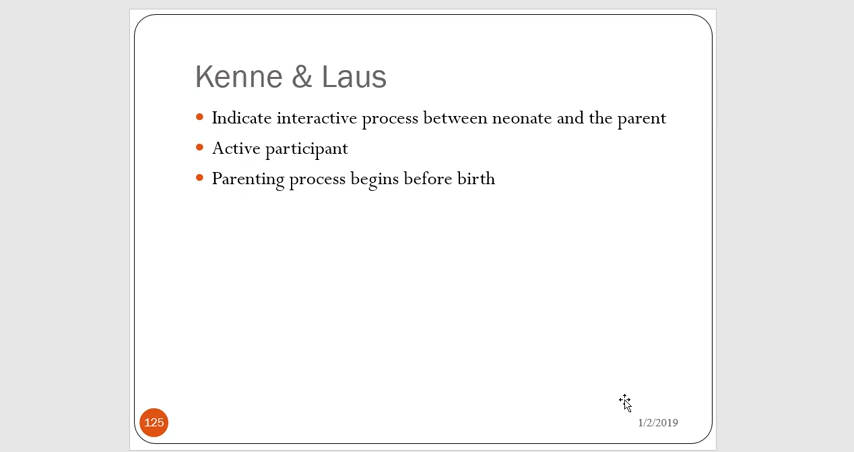 Kenne & Laus
• Indicate interactive process between neonate and the parent
• Active participant
• Parenting process begins before birth
125
1/2/2019